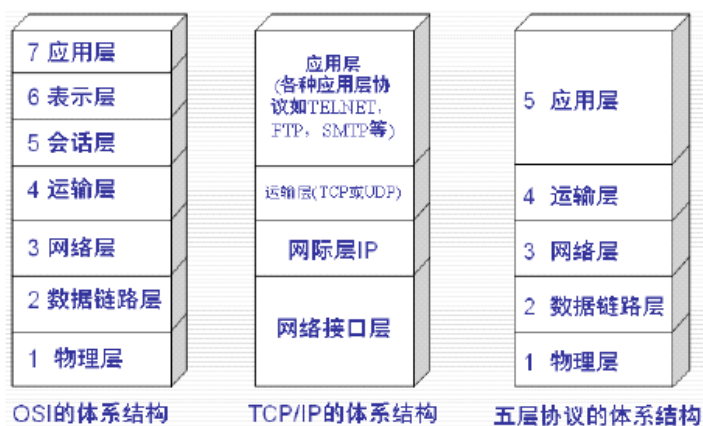 7 应用层
6 表示层
5 会话层
4 运输层
3 网络层
2 数据链路层
1 物理层
OSI的体系结构
应用层
(各种应用层协
议如TELNET,
FTP, SMTP等)
运输层(TCP或UDP)
网际层IP
网络接口层
TCP/IP的体系结构
5 应用层
4 运输层
3 网络层
2 数据链路层
1 物理层
五层协议的体系结构